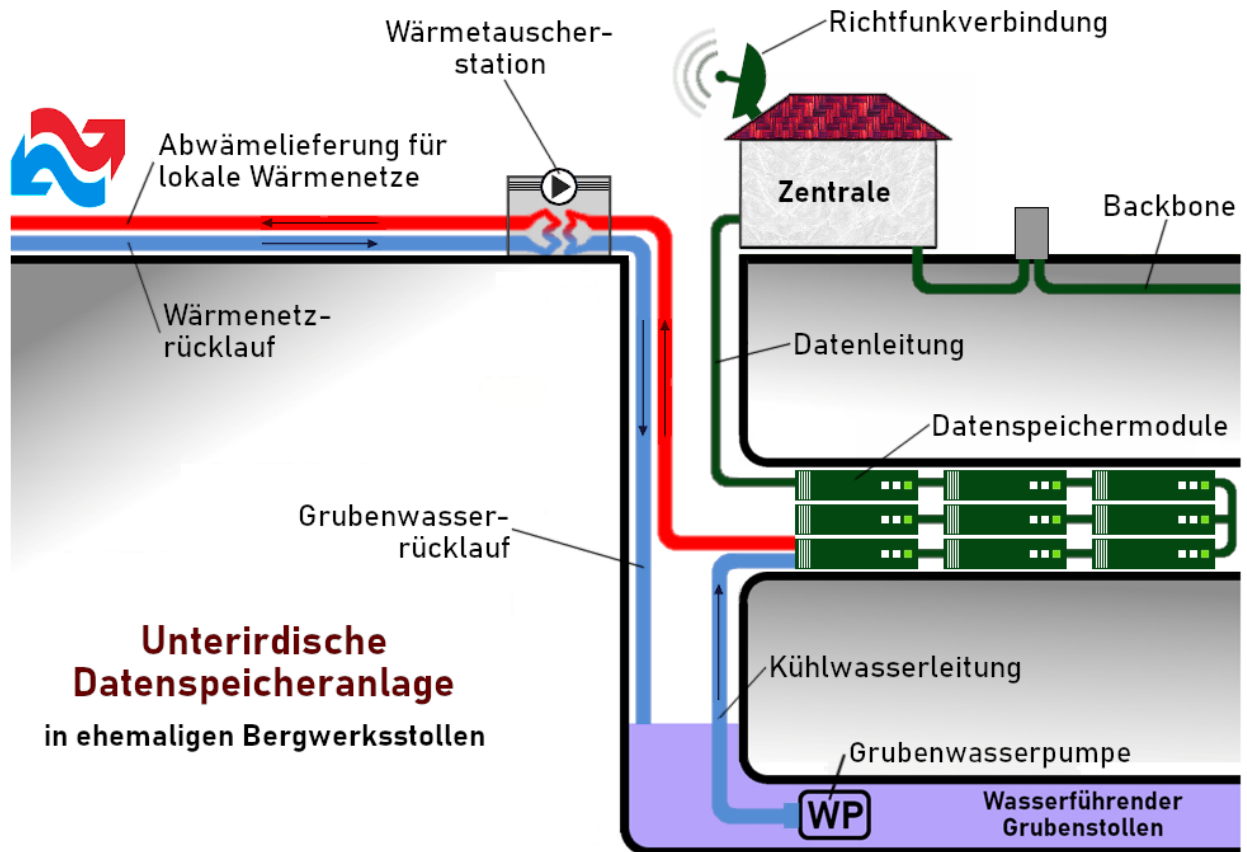 Wärmetauscher-
station
Richtfunkverbindung
Abwämelieferung für
lokale Wärmenetze
Zentrale
Backbone
Wärmenetz-
rücklauf
Datenleitung
Datenspeichermodule
Grubenwasser-
rücklauf
Unterirdische
Datenspeicheranlage
in ehemaligen Bergwerksstollen
Kühlwasserleitung
Grubenwasserpumpe
WP
Wasserführender
Grubenstollen